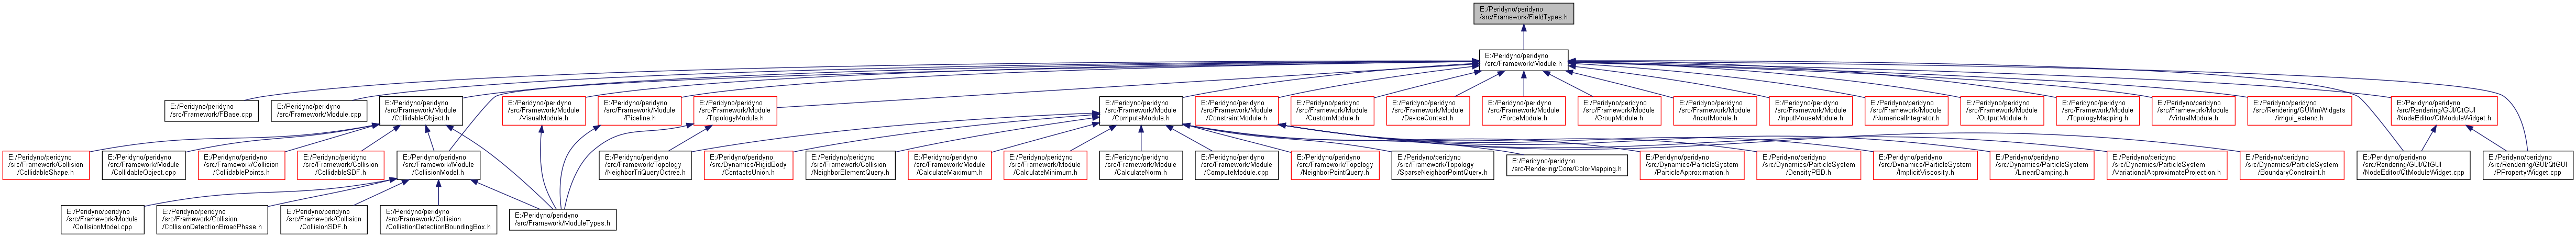 E:/Peridyno/peridyno
/src/Framework/FieldTypes.h
E:/Peridyno/peridyno
/src/Framework/Module.h
E:/Peridyno/peridyno
/src/Framework/FBase.cpp
E:/Peridyno/peridyno
/src/Framework/Module.cpp
E:/Peridyno/peridyno
/src/Framework/Module
/CollidableObject.h
E:/Peridyno/peridyno
/src/Framework/Module
/VisualModule.h
E:/Peridyno/peridyno
/src/Framework/Module
/Pipeline.h
E:/Peridyno/peridyno
/src/Framework/Module
/TopologyModule.h
E:/Peridyno/peridyno
/src/Framework/Module
/ComputeModule.h
E:/Peridyno/peridyno
/src/Framework/Module
/ConstraintModule.h
E:/Peridyno/peridyno
/src/Framework/Module
/CustomModule.h
E:/Peridyno/peridyno
/src/Framework/Module
/DeviceContext.h
E:/Peridyno/peridyno
/src/Framework/Module
/ForceModule.h
E:/Peridyno/peridyno
/src/Framework/Module
/GroupModule.h
E:/Peridyno/peridyno
/src/Framework/Module
/InputModule.h
E:/Peridyno/peridyno
/src/Framework/Module
/InputMouseModule.h
E:/Peridyno/peridyno
/src/Framework/Module
/NumericalIntegrator.h
E:/Peridyno/peridyno
/src/Framework/Module
/OutputModule.h
E:/Peridyno/peridyno
/src/Framework/Module
/TopologyMapping.h
E:/Peridyno/peridyno
/src/Framework/Module
/VirtualModule.h
E:/Peridyno/peridyno
/src/Rendering/GUI/ImWidgets
/imgui_extend.h
E:/Peridyno/peridyno
/src/Rendering/GUI/QtGUI
/NodeEditor/QtModuleWidget.h
E:/Peridyno/peridyno
/src/Framework/Collision
/CollidableShape.h
E:/Peridyno/peridyno
/src/Framework/Module
/CollidableObject.cpp
E:/Peridyno/peridyno
/src/Framework/Collision
/CollidablePoints.h
E:/Peridyno/peridyno
/src/Framework/Collision
/CollidableSDF.h
E:/Peridyno/peridyno
/src/Framework/Module
/CollisionModel.h
E:/Peridyno/peridyno
/src/Framework/Topology
/NeighborTriQueryOctree.h
E:/Peridyno/peridyno
/src/Dynamics/RigidBody
/ContactsUnion.h
E:/Peridyno/peridyno
/src/Framework/Collision
/NeighborElementQuery.h
E:/Peridyno/peridyno
/src/Framework/Module
/CalculateMaximum.h
E:/Peridyno/peridyno
/src/Framework/Module
/CalculateMinimum.h
E:/Peridyno/peridyno
/src/Framework/Module
/CalculateNorm.h
E:/Peridyno/peridyno
/src/Framework/Module
/ComputeModule.cpp
E:/Peridyno/peridyno
/src/Framework/Topology
/NeighborPointQuery.h
E:/Peridyno/peridyno
/src/Framework/Topology
/SparseNeighborPointQuery.h
E:/Peridyno/peridyno
/src/Rendering/Core/ColorMapping.h
E:/Peridyno/peridyno
/src/Dynamics/ParticleSystem
/ParticleApproximation.h
E:/Peridyno/peridyno
/src/Dynamics/ParticleSystem
/DensityPBD.h
E:/Peridyno/peridyno
/src/Dynamics/ParticleSystem
/ImplicitViscosity.h
E:/Peridyno/peridyno
/src/Dynamics/ParticleSystem
/LinearDamping.h
E:/Peridyno/peridyno
/src/Dynamics/ParticleSystem
/VariationalApproximateProjection.h
E:/Peridyno/peridyno
/src/Dynamics/ParticleSystem
/BoundaryConstraint.h
E:/Peridyno/peridyno
/src/Rendering/GUI/QtGUI
/NodeEditor/QtModuleWidget.cpp
E:/Peridyno/peridyno
/src/Rendering/GUI/QtGUI
/PPropertyWidget.cpp
E:/Peridyno/peridyno
/src/Framework/Module
/CollisionModel.cpp
E:/Peridyno/peridyno
/src/Framework/Collision
/CollisionDetectionBroadPhase.h
E:/Peridyno/peridyno
/src/Framework/Collision
/CollisionSDF.h
E:/Peridyno/peridyno
/src/Framework/Collision
/CollistionDetectionBoundingBox.h
E:/Peridyno/peridyno
/src/Framework/ModuleTypes.h